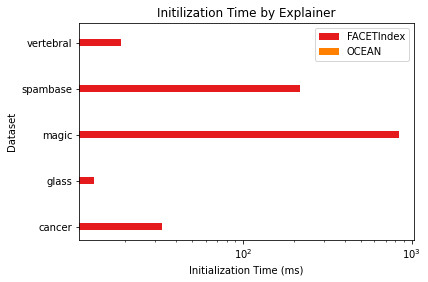 Initilization Time by Explainer
FACETIndex
OCEAN
vertebral
spambase
magic
glass
cancer
Dataset
10²
10³
Initialization Time (ms)